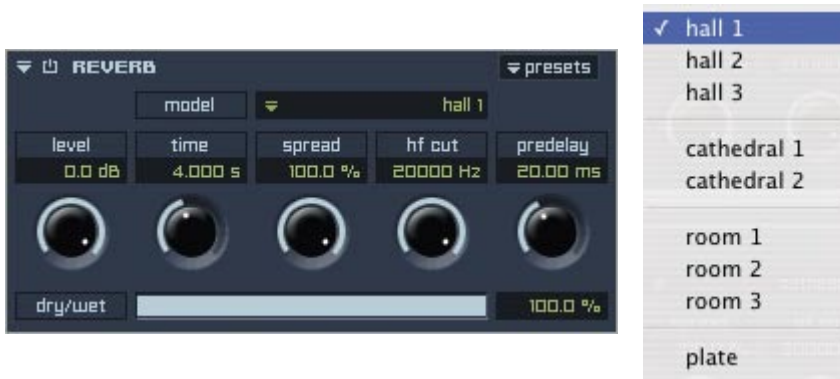 REVERB
presets
model
hall 1
level
time
spread
hf cut
predelay
0.0 dB
4.000 s
100.0 %
20000 Hz
20.00 ms
dry/wet
100.0 %
✓ hall 1
hall 2
hall 3
cathedral 1
cathedral 2
room 1
room 2
room 3
plate